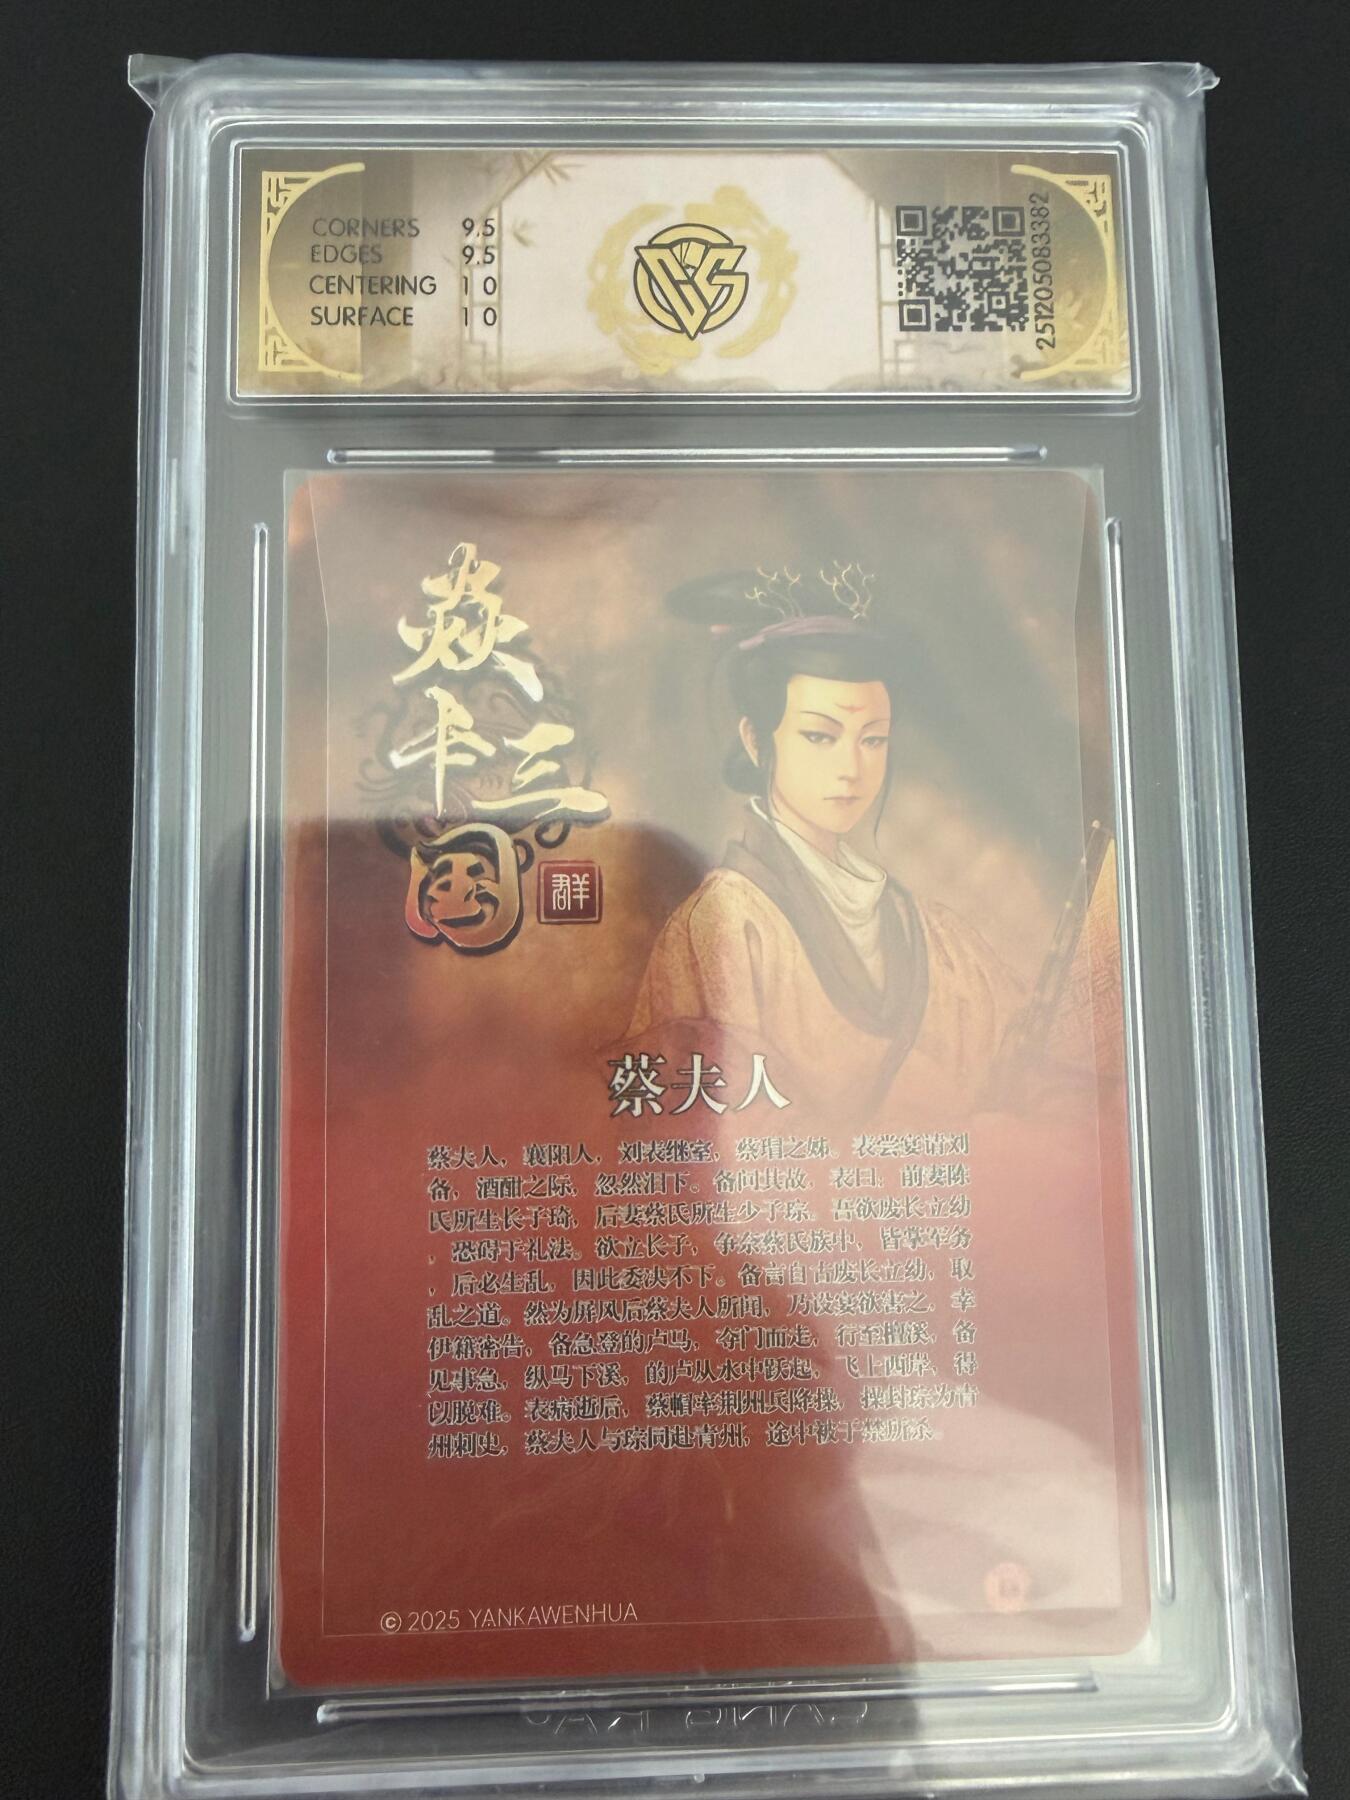 CORNERS 9.5
EDGES 9.5
CENTERING 10
SURFACE 10
251205083382
焱
卡三
国
群
蔡夫人
蔡夫人，襄阳人，刘表继室，蔡瑁之姊。表尝宴请刘
备，酒酣之际，忽然泪下。备问其故，表曰：前妻陈
氏所生长子琦，后妻蔡氏所生少子琮。吾欲废长立幼
，恐碍于礼法。欲立长子，争奈蔡氏族中，皆掌军务
，后必生乱，因此委决不下。备言自古废长立幼，取
乱之道。然为屏风后蔡夫人所闻，乃设宴欲害之，幸
伊籍密告，备急登的卢马，夺门而走，行至檀溪，备
见事急，纵马下溪，的卢从水中跃起，飞上西岸，得
以脱难。表病逝后，蔡帽率荆州兵降操，操封琮为青
州刺史，蔡夫人与琮同赴青州，途中被于禁所杀。
© 2025 YANKAWENHUA